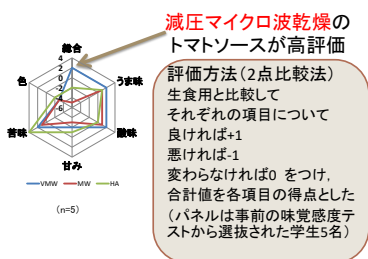 減圧マイクロ波乾燥の
トマトソースが高評価
総合
4
2
0
-2
-4
-6
うま味
酸味
甘み
苦味
色
VMW
MW
HA
(n=5)
評価方法(2点比較法)
生食用と比較して
それぞれの項目について
良ければ+1
悪ければ-1
変わらなければ0 をつけ,
合計値を各項目の得点とした
(パネルは事前の味覚感度テ
ストから選抜された学生5名)